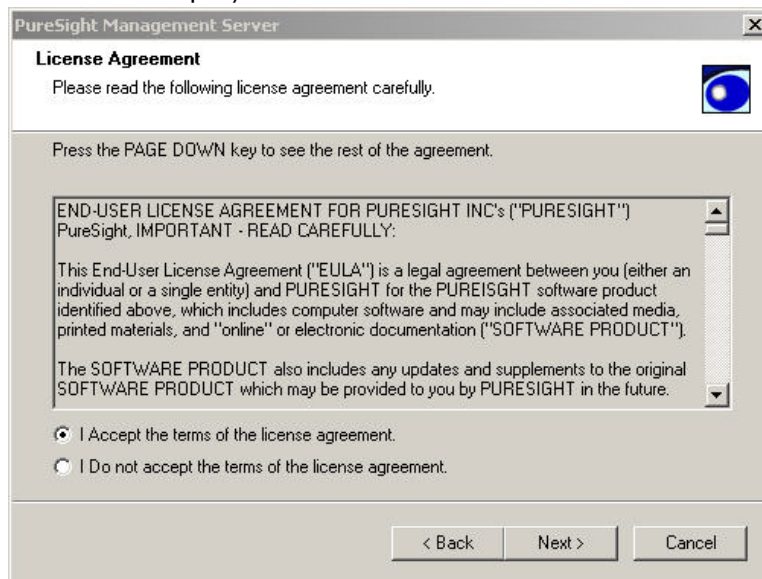 PureSight Management Server
License Agreement
Please read the following license agreement carefully.
Press the PAGE DOWN key to see the rest of the agreement.
END-USER LICENSE AGREEMENT FOR PURESIGHT INC's ("PURESIGHT")
PureSight, IMPORTANT - READ CAREFULLY:
This End-User License Agreement ("EULA") is a legal agreement between you (either an
individual or a single entity) and PURESIGHT for the PUREISGHT software product
identified above, which includes computer software and may include associated media,
printed materials, and "online" or electronic documentation ("SOFTWARE PRODUCT").
The SOFTWARE PRODUCT also includes any updates and supplements to the original
SOFTWARE PRODUCT which may be provided to you by PURESIGHT in the future.
I Accept the terms of the license agreement.
I Do not accept the terms of the license agreement.
< Back
Next >
Cancel